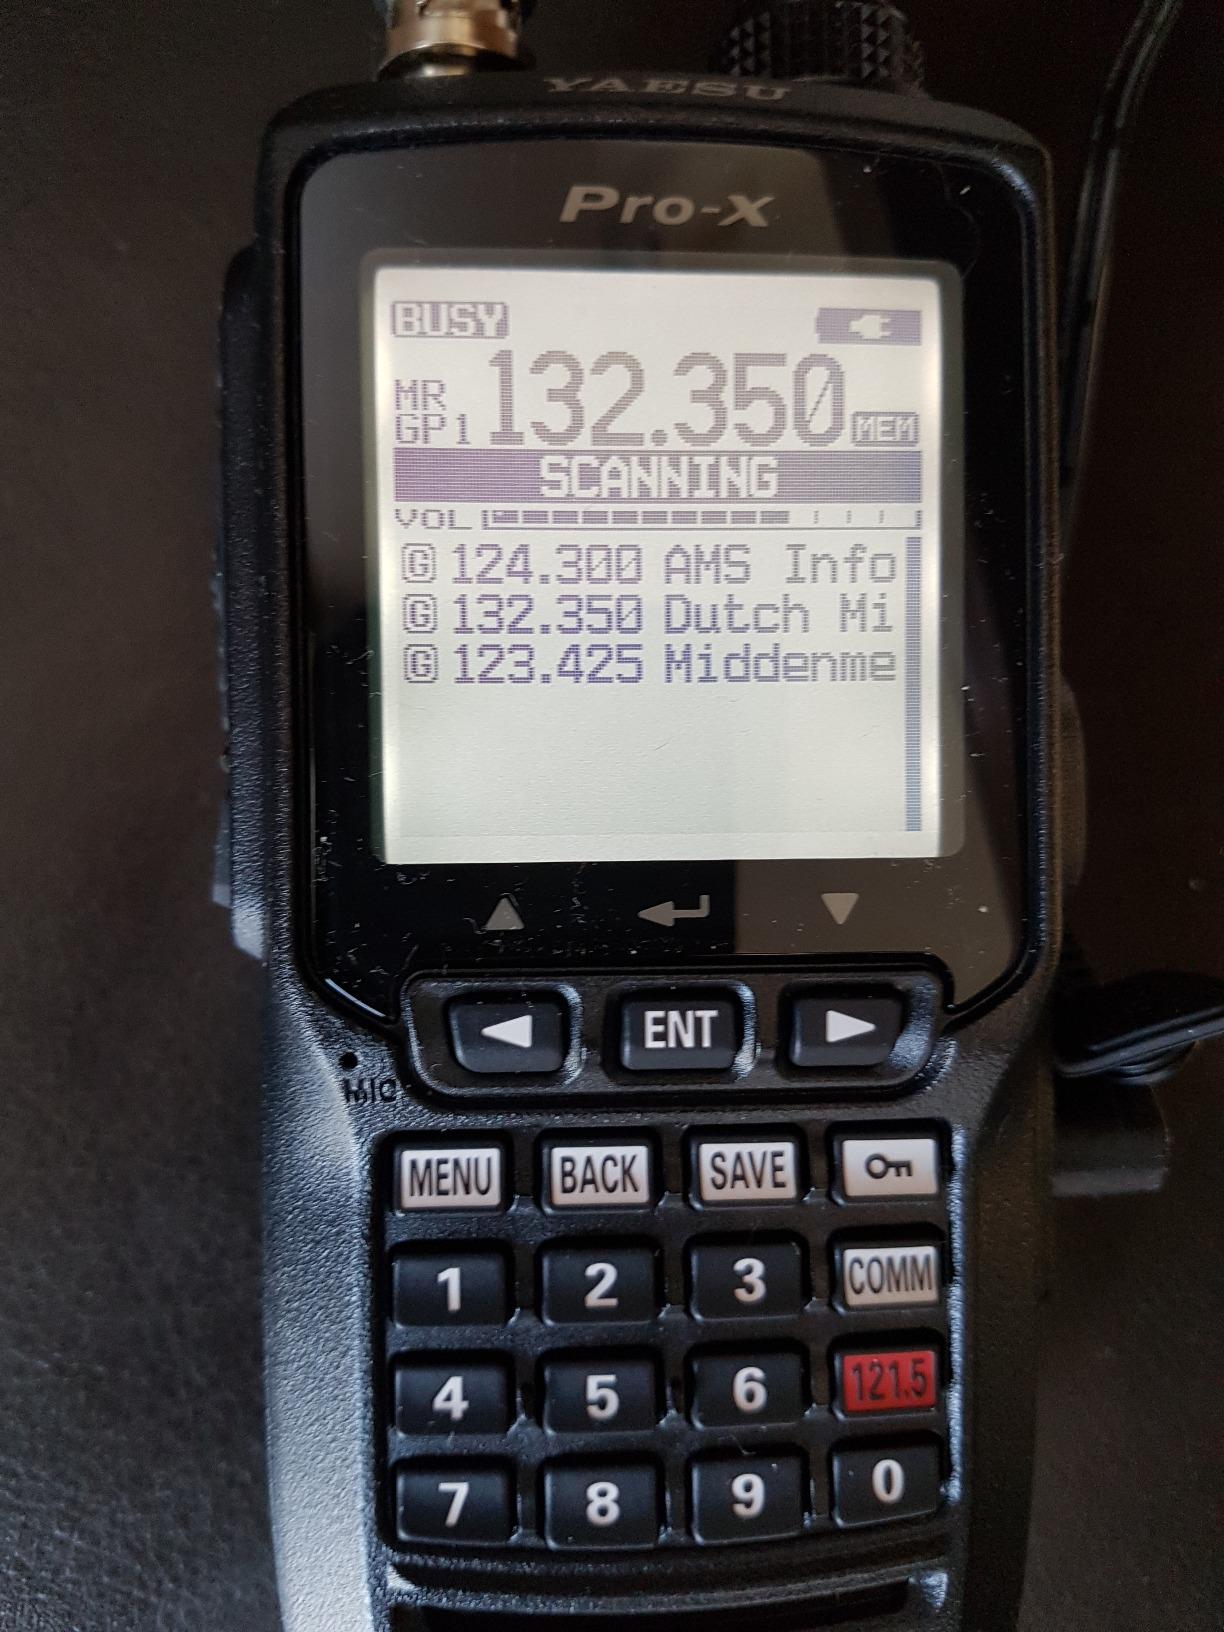 YAESU
Pro-X
BUSY
MR
GP1 132.350 MEM
SCANNING
VOL
G 124.300 AMS Info
G 132.350 Dutch Mi
G 123.425 Middenme
ENT
MIC
MENU BACK SAVE
1 2 3 COMM
4 5 6 121.5
7 8 9 0